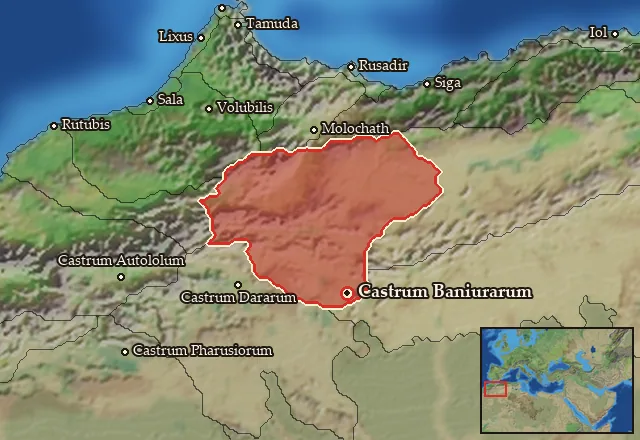 Tamuda
Lixus
Iol
Rusadir
Siga
Sala
Volubilis
Rutubis
Molochath
Castrum Autololum
Castrum Dararum
Castrum Baniurarum
Castrum Pharusiorum